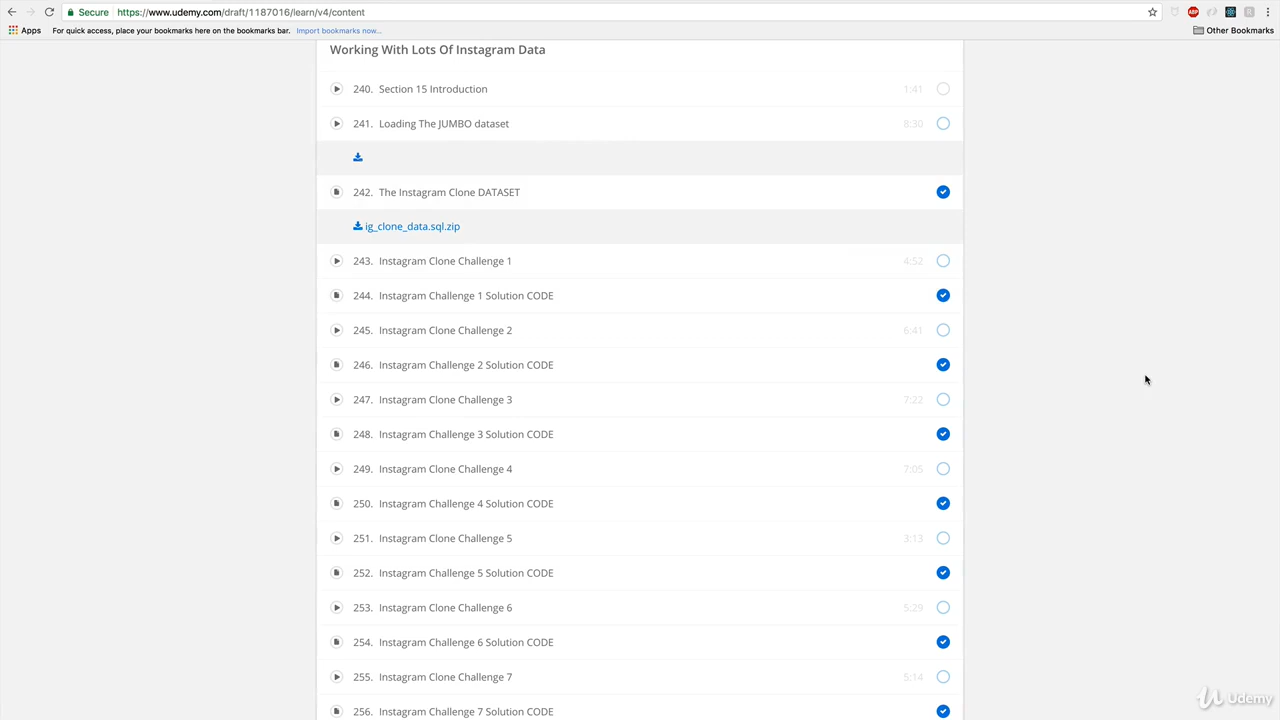 Secure https://www.udemy.com/draft/1187016/learn/v4/content
Apps For quick access, place your bookmarks here on the bookmarks bar. Import bookmarks now... Other Bookmarks
Working With Lots Of Instagram Data
240. Section 15 Introduction 1:41
241. Loading The JUMBO dataset 8:30
242. The Instagram Clone DATASET
ig_clone_data.sql.zip
243. Instagram Clone Challenge 1 4:52
244. Instagram Challenge 1 Solution CODE
245. Instagram Clone Challenge 2 6:41
246. Instagram Challenge 2 Solution CODE
247. Instagram Clone Challenge 3 7:22
248. Instagram Challenge 3 Solution CODE
249. Instagram Clone Challenge 4 7:05
250. Instagram Challenge 4 Solution CODE
251. Instagram Clone Challenge 5 3:13
252. Instagram Challenge 5 Solution CODE
253. Instagram Clone Challenge 6 5:29
254. Instagram Challenge 6 Solution CODE
255. Instagram Clone Challenge 7 5:14
256. Instagram Challenge 7 Solution CODE
Udemy